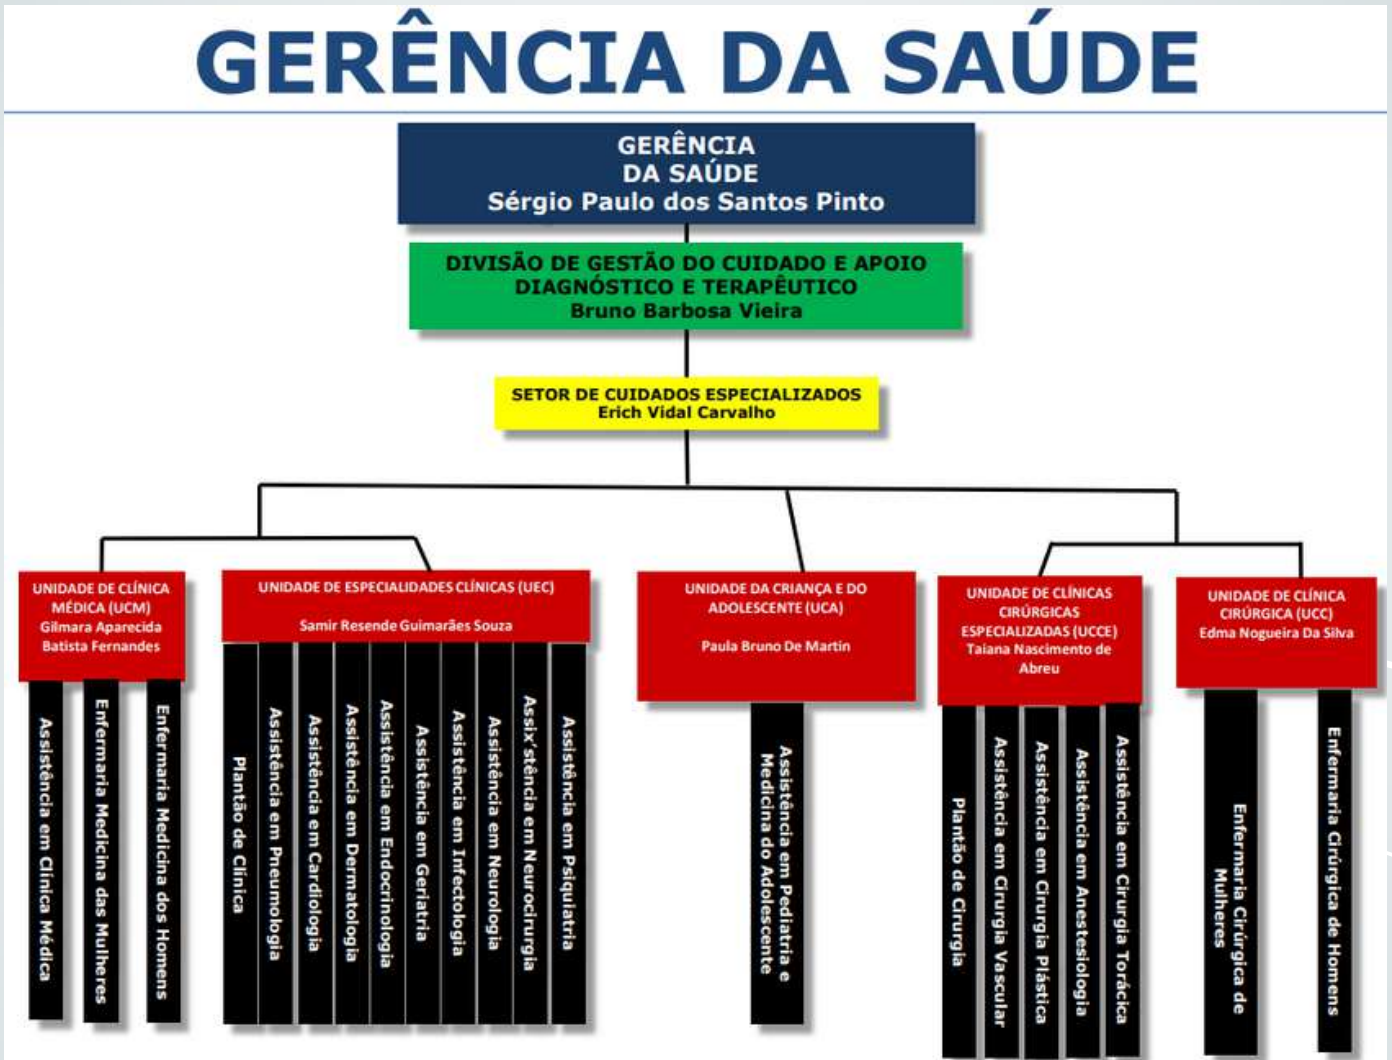 GERÊNCIA DA SAÚDE
GERÊNCIA
DA SAÚDE
Sérgio Paulo dos Santos Pinto
DIVISÃO DE GESTÃO DO CUIDADO E APOIO
DIAGNÓSTICO E TERAPÊUTICO
Bruno Barbosa Vieira
SETOR DE CUIDADOS ESPECIALIZADOS
Erich Vidal Carvalho
UNIDADE DE CLÍNICA
MÉDICA (UCM)
Gilmara Aparecida
Batista Fernandes
Assistência em Clínica Médica
Enfermaria Medicina das Mulheres
Enfermaria Medicina dos Homens
UNIDADE DE ESPECIALIDADES CLÍNICAS (UEC)
Samir Resende Guimarães Souza
Plantão de Clínica
Assistência em Pneumologia
Assistência em Cardiologia
Assistência em Dermatologia
Assistência em Endocrinologia
Assistência em Geriatria
Assistência em Infectologia
Assistência em Neurologia
Assix'stência em Neurocirurgia
Assistência em Psiquiatria
UNIDADE DA CRIANÇA E DO
ADOLESCENTE (UCA)
Paula Bruno De Martin
Assistência em Pediatria e
Medicina do Adolescente
UNIDADE DE CLÍNICAS
CIRÚRGICAS
ESPECIALIZADAS (UCCE)
Taiana Nascimento de
Abreu
Plantão de Cirurgia
Assistência em Cirurgia Vascular
Assistência em Cirurgia Plástica
Assistência em Anestesiologia
Assistência em Cirurgia Torácica
UNIDADE DE CLÍNICA
CIRÚRGICA (UCC)
Edma Nogueira Da Silva
Enfermaria Cirúrgica de
Mulheres
Enfermaria Cirúrgica de Homens